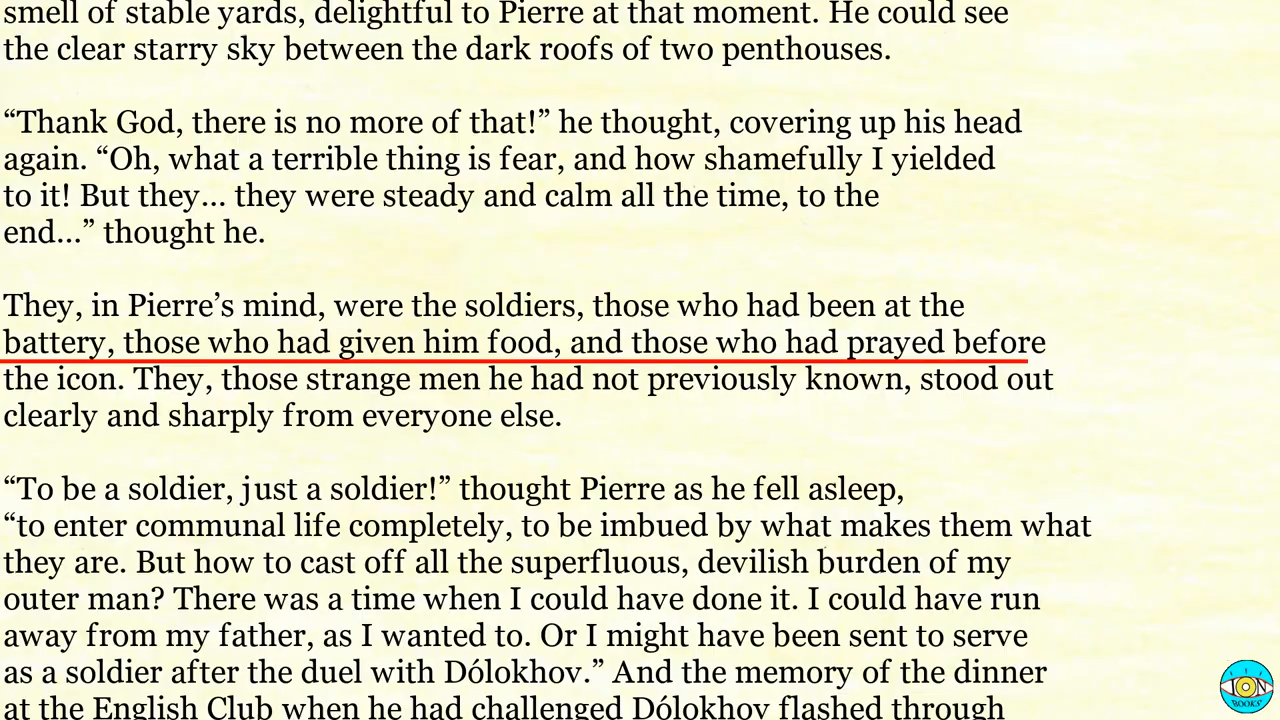 smell of stable yards, delightful to Pierre at that moment. He could see
the clear starry sky between the dark roofs of two penthouses.
“Thank God, there is no more of that!” he thought, covering up his head
again. “Oh, what a terrible thing is fear, and how shamefully I yielded
to it! But they... they were steady and calm all the time, to the
end...” thought he.
They, in Pierre’s mind, were the soldiers, those who had been at the
battery, those who had given him food, and those who had prayed before
the icon. They, those strange men he had not previously known, stood out
clearly and sharply from everyone else.
“To be a soldier, just a soldier!” thought Pierre as he fell asleep,
“to enter communal life completely, to be imbued by what makes them what
they are. But how to cast off all the superfluous, devilish burden of my
outer man? There was a time when I could have done it. I could have run
away from my father, as I wanted to. Or I might have been sent to serve
as a soldier after the duel with Dólokhov.” And the memory of the dinner
at the English Club when he had challenged Dólokhov flashed through
ION
BOOKS